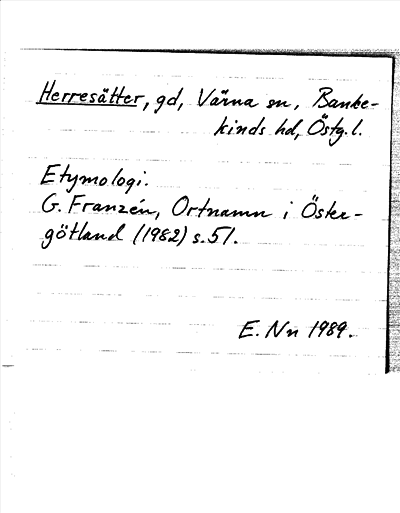 Herresätter, gd, Värna sn, Banke-
kinds hd, Östg. l.
Etymologi.
G. Franzén, Ortnamn i Öster-
götland (1982) s. 51.
E. Nn 1989.